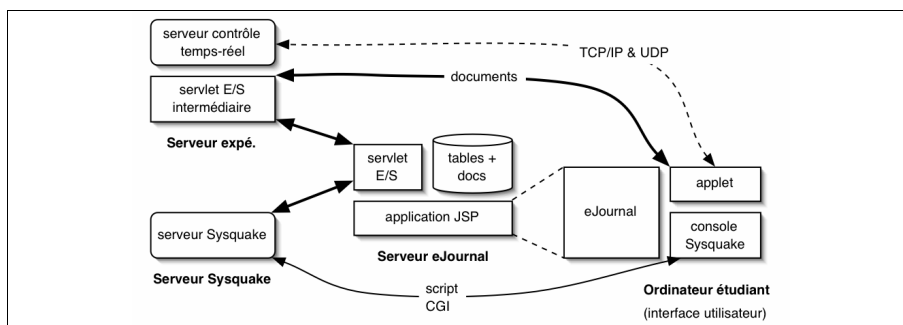 serveur contrôle
temps-réel
TCP/IP & UDP
documents
servlet E/S
intermédiaire
Serveur expé.
servlet
E/S
tables +
docs
applet
eJournal
application JSP
console
Sysquake
serveur Sysquake
Serveur eJournal
Serveur Sysquake
script
CGI
Ordinateur étudiant
(interface utilisateur)